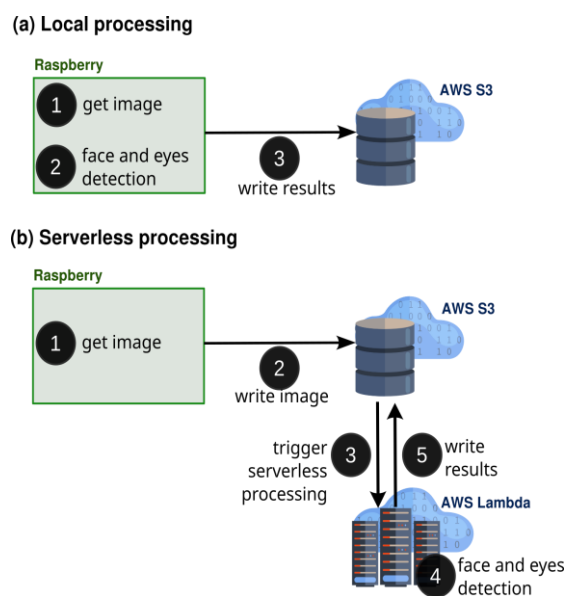 (a) Local processing
Raspberry
AWS S3
1 get image
2 face and eyes
detection
3
write results
(b) Serverless processing
Raspberry
AWS S3
1 get image
2
write image
trigger
serverless
processing
3
5 write
results
AWS Lambda
4 face and eyes
detection